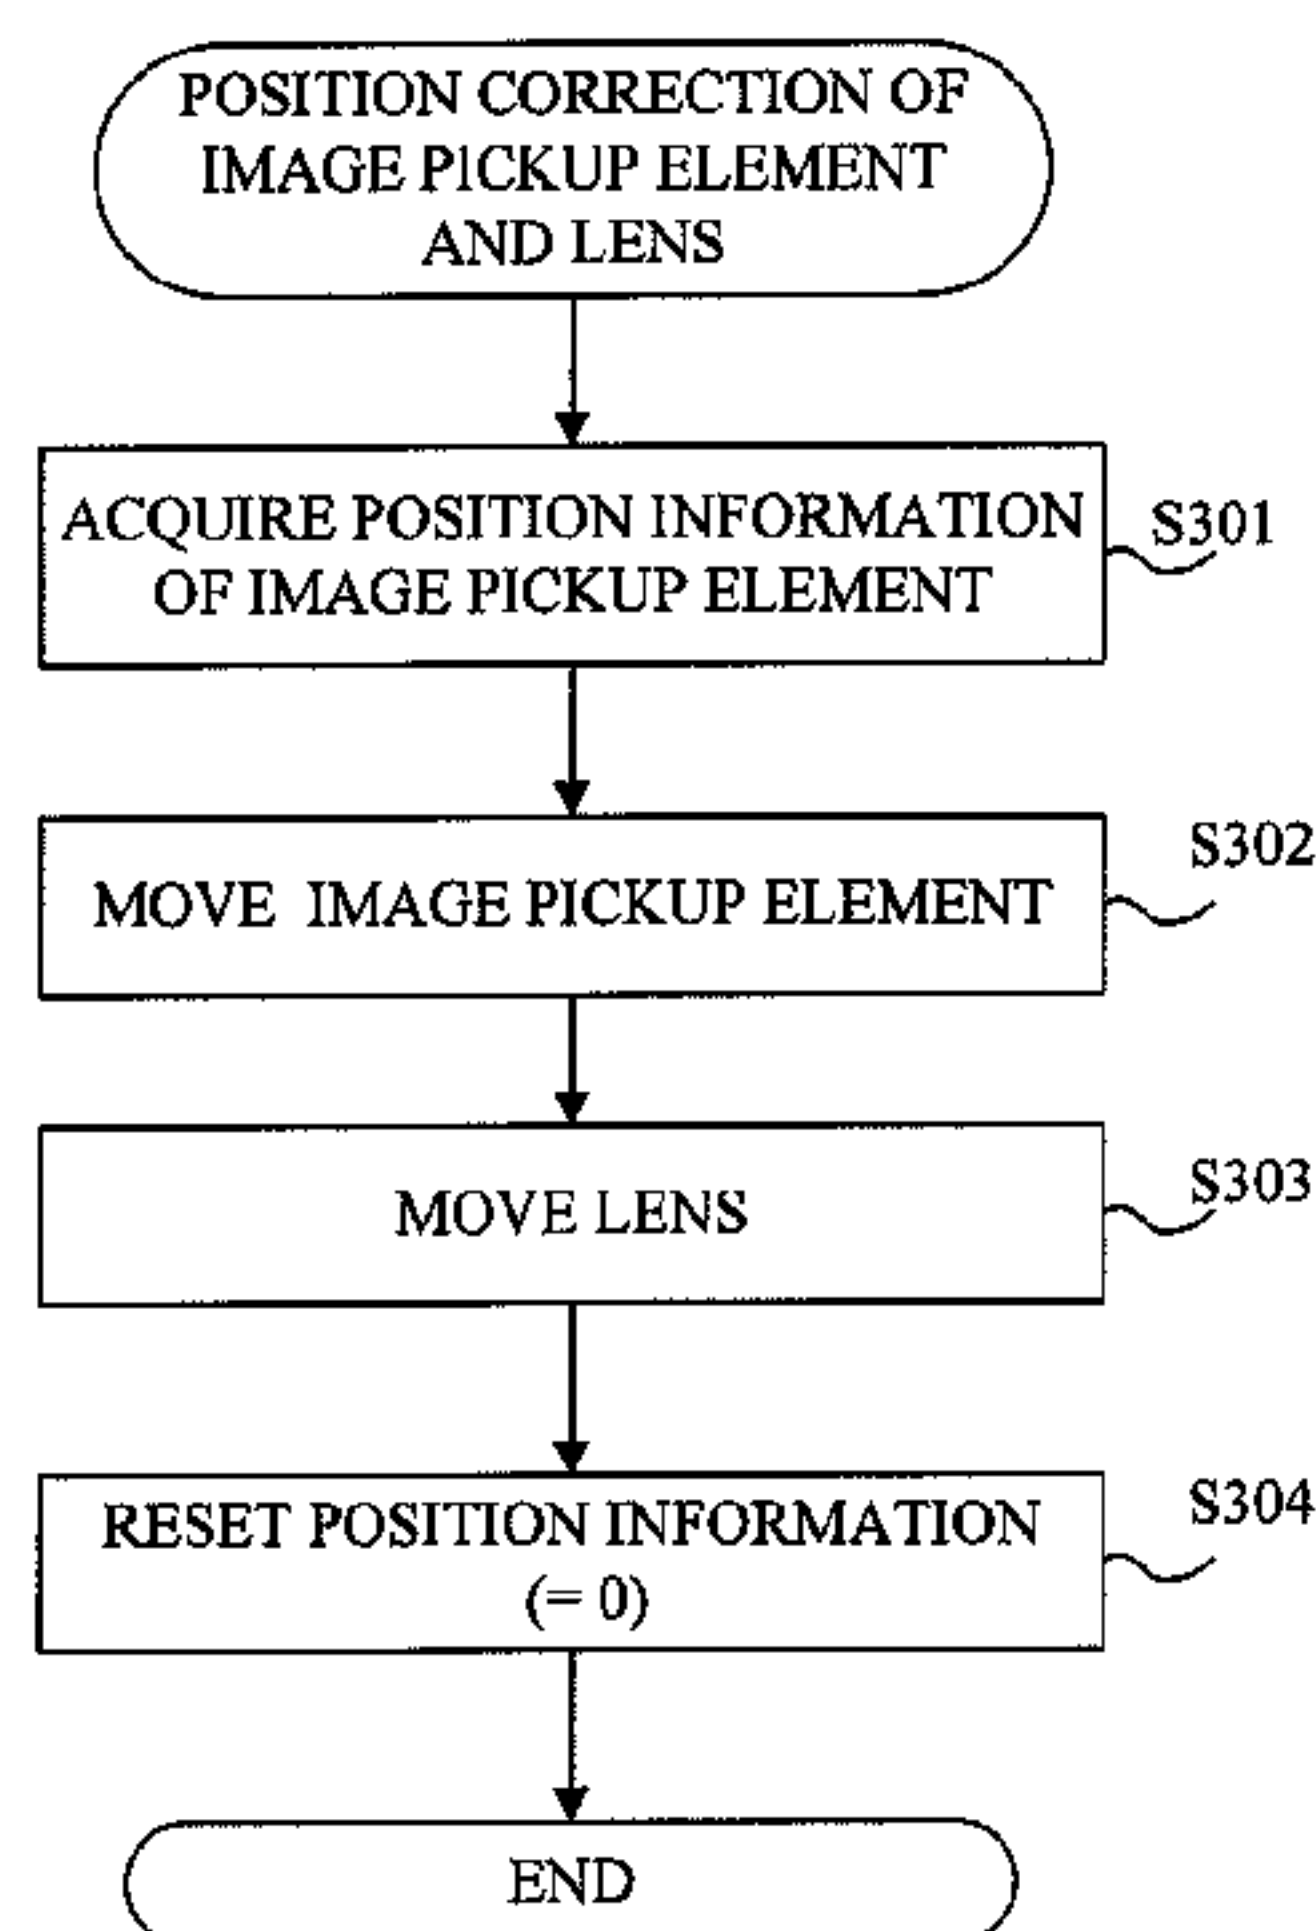 POSITION CORRECTION OF
IMAGE PICKUP ELEMENT
AND LENS
ACQUIRE POSITION INFORMATION
OF IMAGE PICKUP ELEMENT
S301
MOVE IMAGE PICKUP ELEMENT
S302
MOVE LENS
S303
RESET POSITION INFORMATION
(= 0)
S304
END